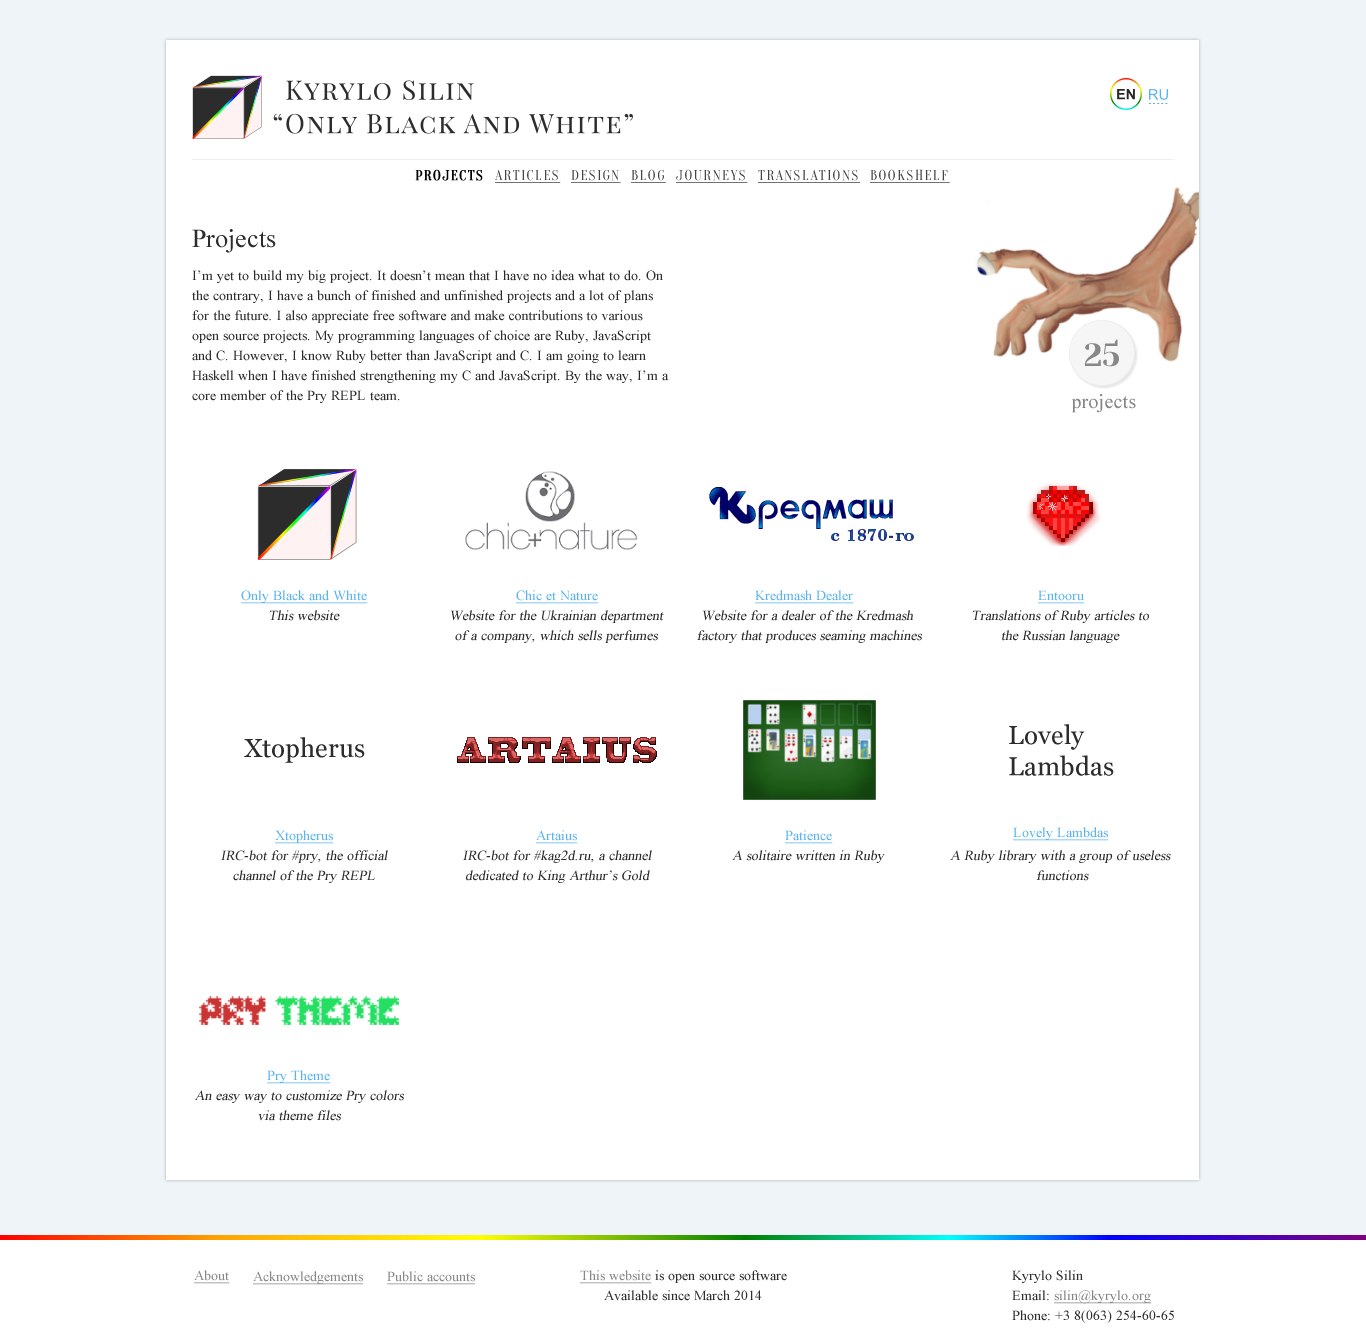 Kyrylo Silin
“Only Black And White”
EN RU
PROJECTS ARTICLES DESIGN BLOG JOURNEYS TRANSLATIONS BOOKSHELF
Projects
I’m yet to build my big project. It doesn’t mean that I have no idea what to do. On
the contrary, I have a bunch of finished and unfinished projects and a lot of plans
for the future. I also appreciate free software and make contributions to various
open source projects. My programming languages of choice are Ruby, JavaScript
and C. However, I know Ruby better than JavaScript and C. I am going to learn
Haskell when I have finished strengthening my C and JavaScript. By the way, I’m a
core member of the Pry REPL team.
25
projects
chic+nature
Кредмаш
с 1870-го
Only Black and White
This website
Chic et Nature
Website for the Ukrainian department
of a company, which sells perfumes
Kredmash Dealer
Website for a dealer of the Kredmash
factory that produces seaming machines
Entooru
Translations of Ruby articles to
the Russian language
Xtopherus
ARTAIUS
Lovely
Lambdas
Xtopherus
IRC-bot for #pry, the official
channel of the Pry REPL
Artaius
IRC-bot for #kag2d.ru, a channel
dedicated to King Arthur’s Gold
Patience
A solitaire written in Ruby
Lovely Lambdas
A Ruby library with a group of useless
functions
PRY THEME
Pry Theme
An easy way to customize Pry colors
via theme files
About Acknowledgements Public accounts
This website is open source software
Available since March 2014
Kyrylo Silin
Email: silin@kyrylo.org
Phone: +3 8(063) 254-60-65